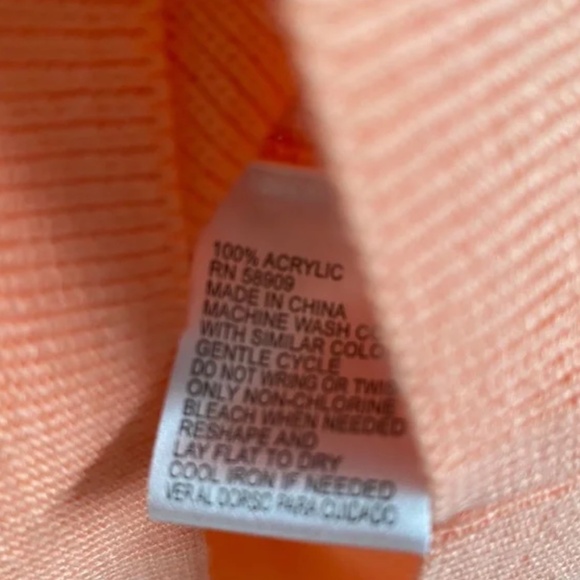 100% ACRYLIC
RN 58909
MADE IN CHINA
MACHINE WASH
WITH SIMILAR
GENTLE CYCLE
DO NOT WRING OR
ONLY NON-CHLORINE
BLEACH WHEN NEEDED
RESHAPE AND
LAY FLAT TO DRY
COOL IRON IF NEEDED
VER AL DORSO PARA CUIDADO